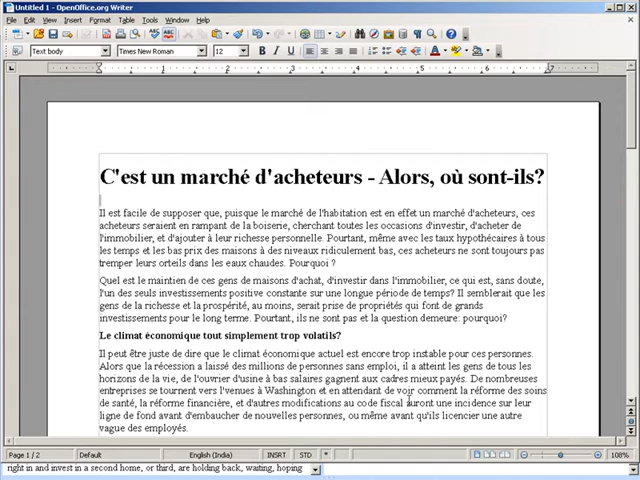 Untitled 1 - OpenOffice.org Writer
File Edit View Insert Format Table Tools Window Help
Text body Times New Roman 12
C'est un marché d'acheteurs - Alors, où sont-ils?
Il est facile de supposer que, puisque le marché de l'habitation est en effet un marché d'acheteurs, ces
acheteurs seraient en rampant de la boiserie, cherchant toutes les occasions d'investir, d'acheter de
l'immobilier, et d'ajouter à leur richesse personnelle. Pourtant, même avec les taux hypothécaires à tous
les temps et les bas prix des maisons à des niveaux ridiculement bas, ces acheteurs ne sont toujours pas
tremper leurs orteils dans les eaux chaudes. Pourquoi ?
Quel est le maintien de ces gens de maisons d'achat, d'investir dans l'immobilier, ce qui est, sans doute,
l'un des seuls investissements positive constante sur une longue période de temps? Il semblerait que les
gens de la richesse et la prospérité, au moins, serait prise de propriétés qui font de grands
investissements pour le long terme. Pourtant, ils ne sont pas et la question demeure: pourquoi?
Le climat économique tout simplement trop volatils?
Il peut être juste de dire que le climat économique actuel est encore trop instable pour ces personnes.
Alors que la récession a laissé des millions de personnes sans emploi, il a atteint les gens de tous les
horizons de la vie, de l'ouvrier d'usine à bas salaires gagnent aux cadres mieux payés. De nombreuses
entreprises se tournent vers l'venues à Washington et en attendant de voir comment la réforme des soins
de santé, la réforme financière, et d'autres modifications au code fiscal auront une incidence sur leur
ligne de fond avant d'embaucher de nouvelles personnes, ou même avant qu'ils licencier une autre
vague des employés.
Page 1 / 2 Default English (India) INSRT STD * 108%
right in and invest in a second home, or third, are holding back, waiting, hoping